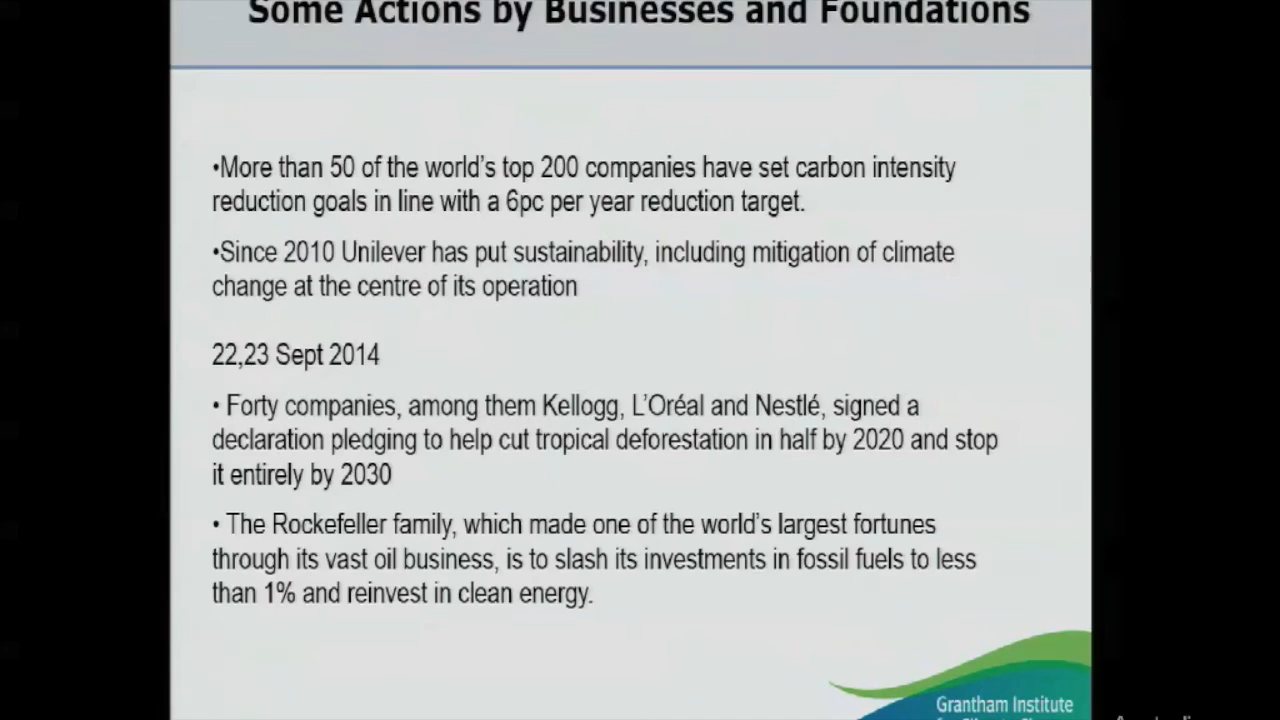 Some Actions by Businesses and Foundations
•More than 50 of the world's top 200 companies have set carbon intensity
reduction goals in line with a 6pc per year reduction target.
•Since 2010 Unilever has put sustainability, including mitigation of climate
change at the centre of its operation
22,23 Sept 2014
• Forty companies, among them Kellogg, L'Oréal and Nestlé, signed a
declaration pledging to help cut tropical deforestation in half by 2020 and stop
it entirely by 2030
• The Rockefeller family, which made one of the world's largest fortunes
through its vast oil business, is to slash its investments in fossil fuels to less
than 1% and reinvest in clean energy.
Grantham Institute